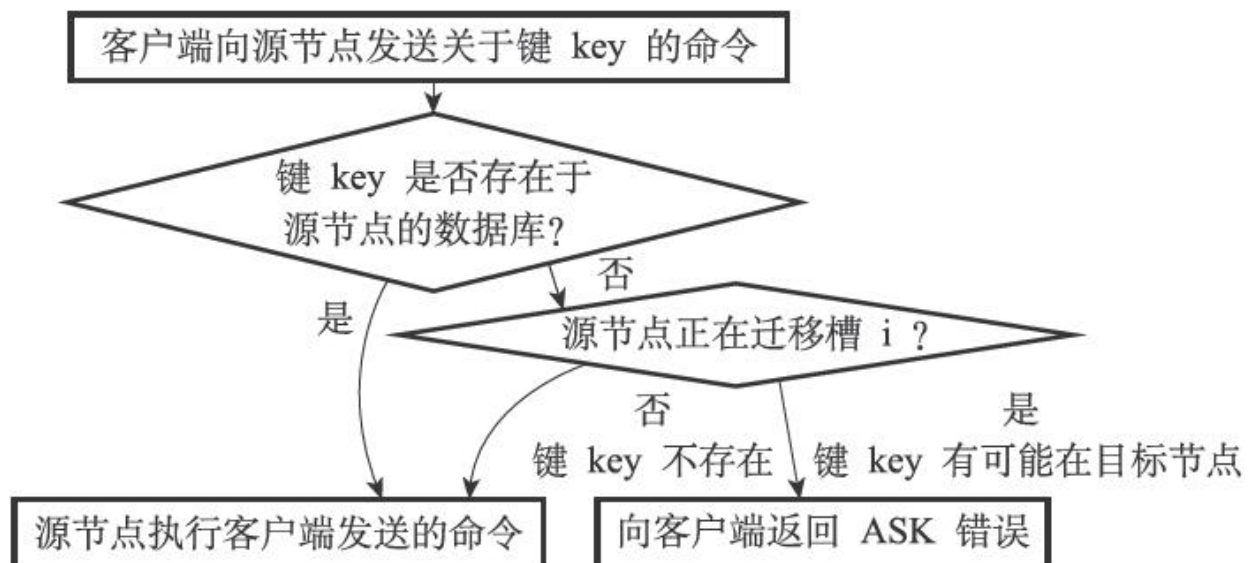 客户端向源节点发送关于键 key 的命令
键 key 是否存在于
源节点的数据库?
否
是
源节点正在迁移槽 i ?
否
键 key 不存在
是
键 key 有可能在目标节点
源节点执行客户端发送的命令
向客户端返回 ASK 错误